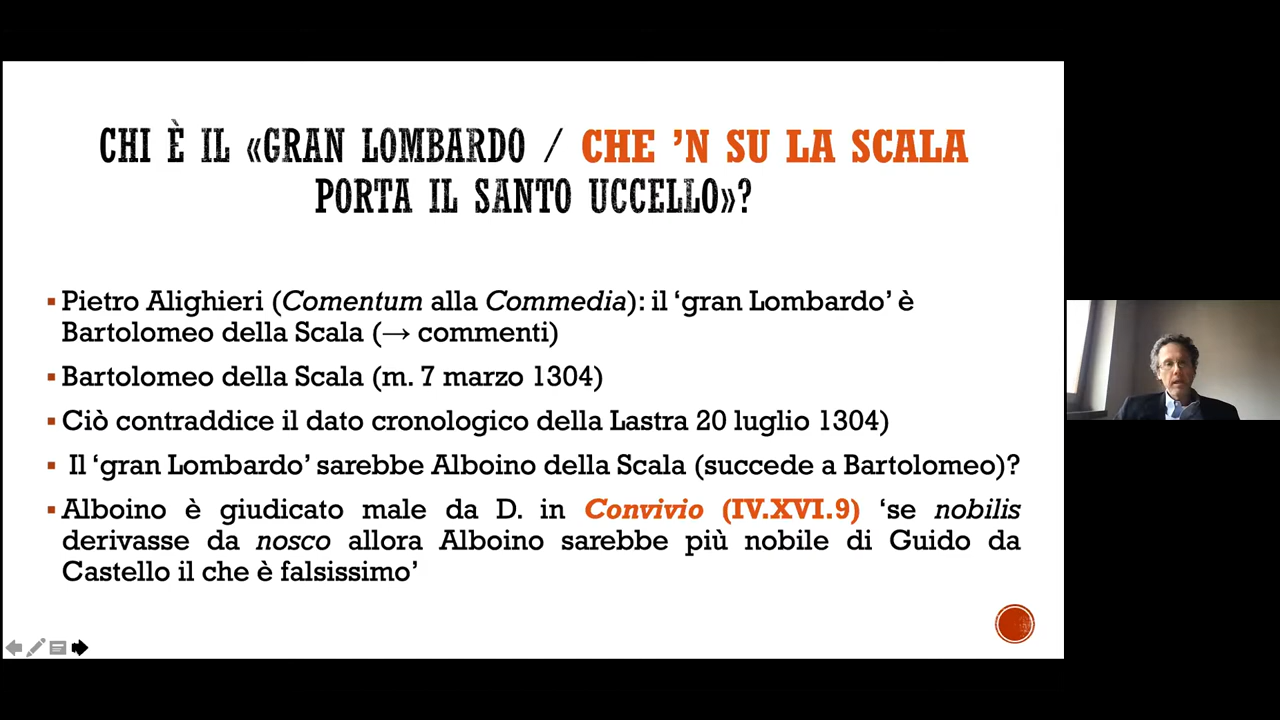 CHI È IL «GRAN LOMBARDO / CHE ’N SU LA SCALA
PORTA IL SANTO UCCELLO»?
▪ Pietro Alighieri (Comentum alla Commedia): il ‘gran Lombardo’ è
Bartolomeo della Scala (→ commenti)
▪ Bartolomeo della Scala (m. 7 marzo 1304)
▪ Ciò contraddice il dato cronologico della Lastra 20 luglio 1304)
▪ Il ‘gran Lombardo’ sarebbe Alboino della Scala (succede a Bartolomeo)?
▪ Alboino è giudicato male da D. in Convivio (IV.XVI.9) ‘se nobilis
derivasse da nosco allora Alboino sarebbe più nobile di Guido da
Castello il che è falsissimo’